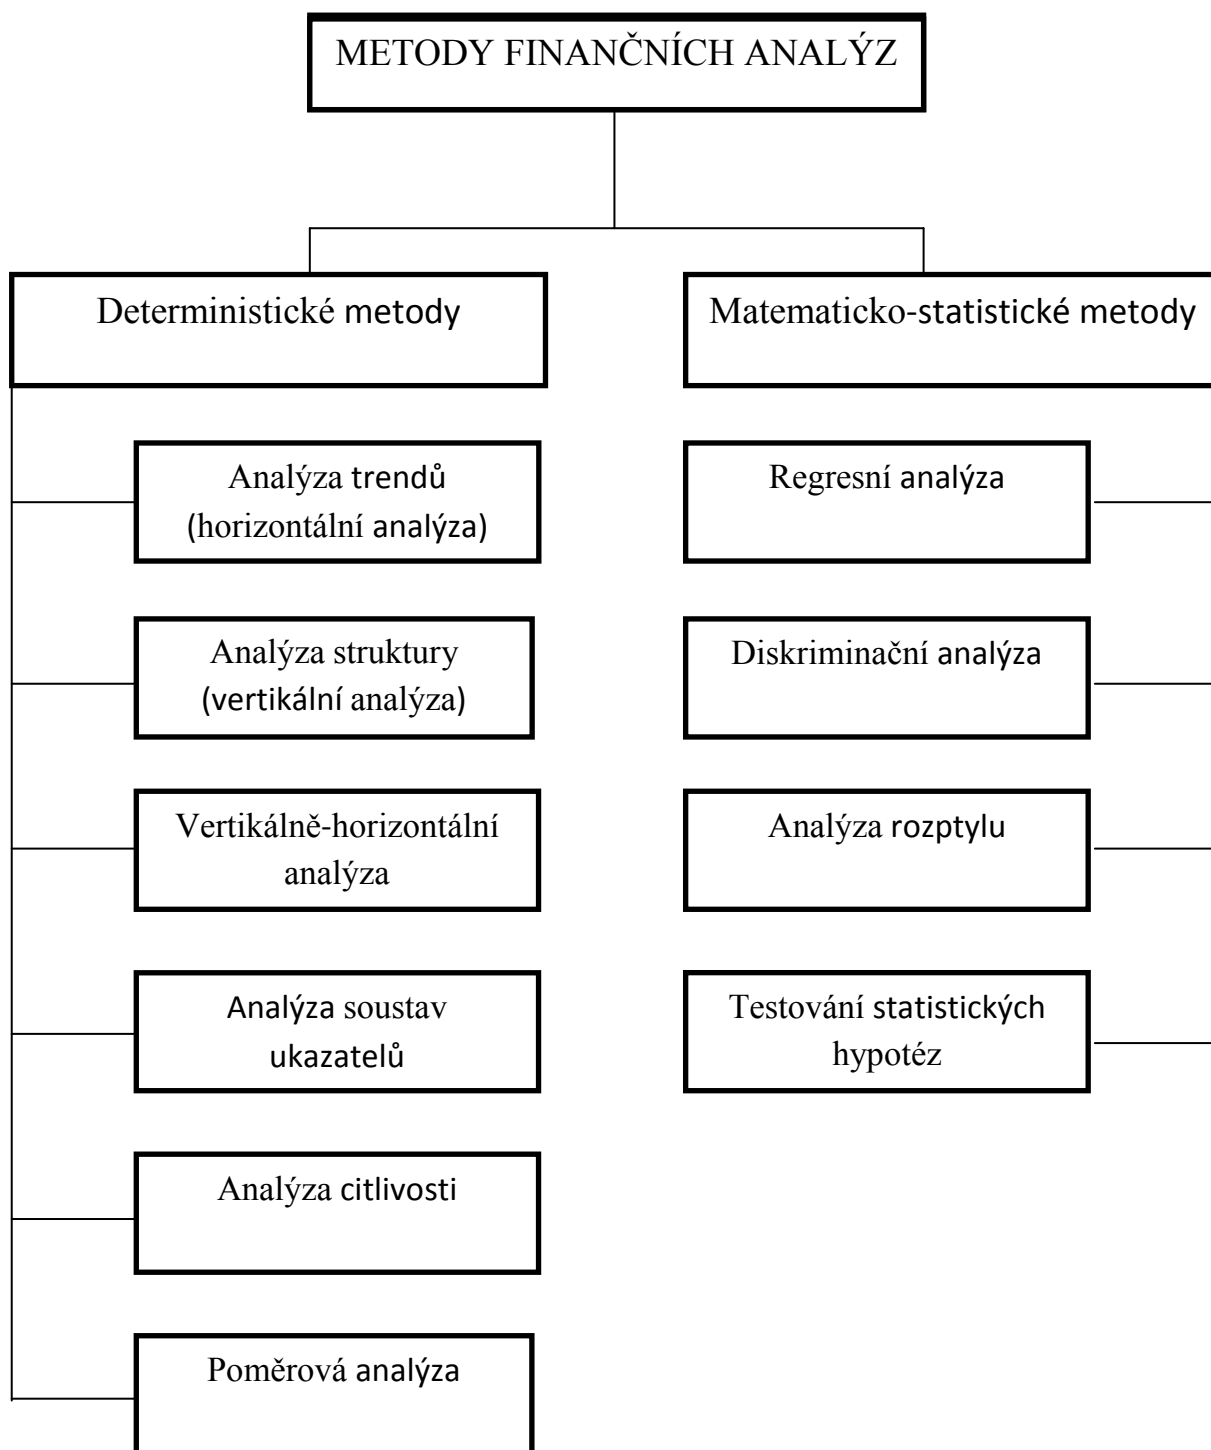 METODY FINANČNÍCH ANALÝZ
Deterministické metody
Matematicko-statistické metody
Analýza trendů
(horizontální analýza)
Regresní analýza
Analýza struktury
(vertikální analýza)
Diskriminační analýza
Vertikálně-horizontální
analýza
Analýza rozptylu
Analýza soustav
ukazatelů
Testování statistických
hypotéz
Analýza citlivosti
Poměrová analýza